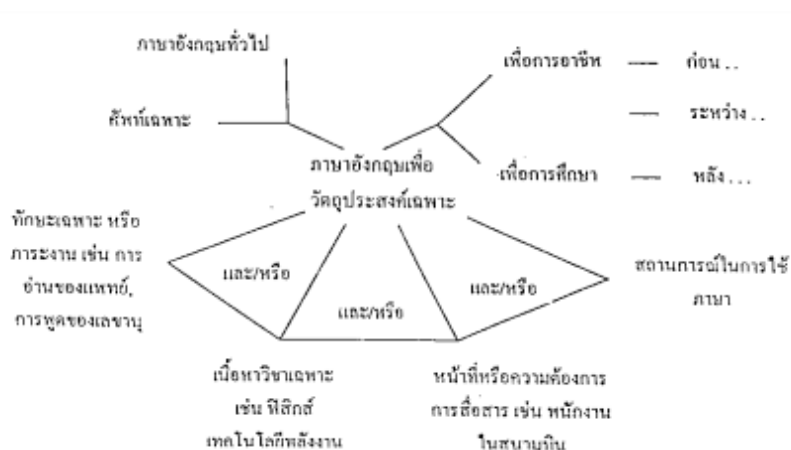 ภาษาอังกฤษทั่วไป
ศัพท์เฉพาะ
เพื่อการอาชีพ — ก่อน . .
— ระหว่าง . .
เพื่อการศึกษา — หลัง . . .
ภาษาอังกฤษเพื่อ
วัตถุประสงค์เฉพาะ
ทักษะเฉพาะ หรือ
ภาระงาน เช่น การ
อ่านของแพทย์,
การพูดของเลขานุ
และ/หรือ
และ/หรือ
และ/หรือ
สถานการณ์ในการใช้
ภาษา
เนื้อหาวิชาเฉพาะ
เช่น ฟิสิกส์
เทคโนโลยีพลังงาน
หน้าที่หรือความต้องการ
การสื่อสาร เช่น พนักงาน
ในสนามบิน